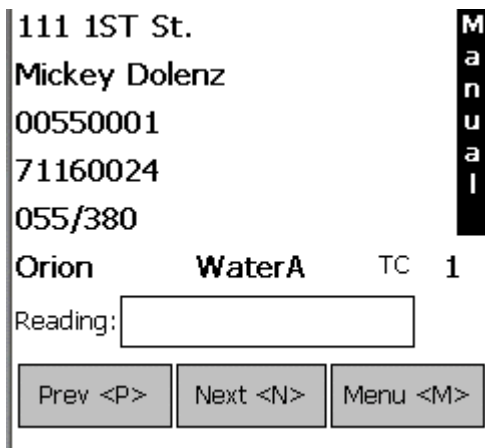 111 1ST St.
Mickey Dolenz
00550001
71160024
055/380
Manual
Orion WaterA TC 1
Reading:
Prev <P> Next <N> Menu <M>